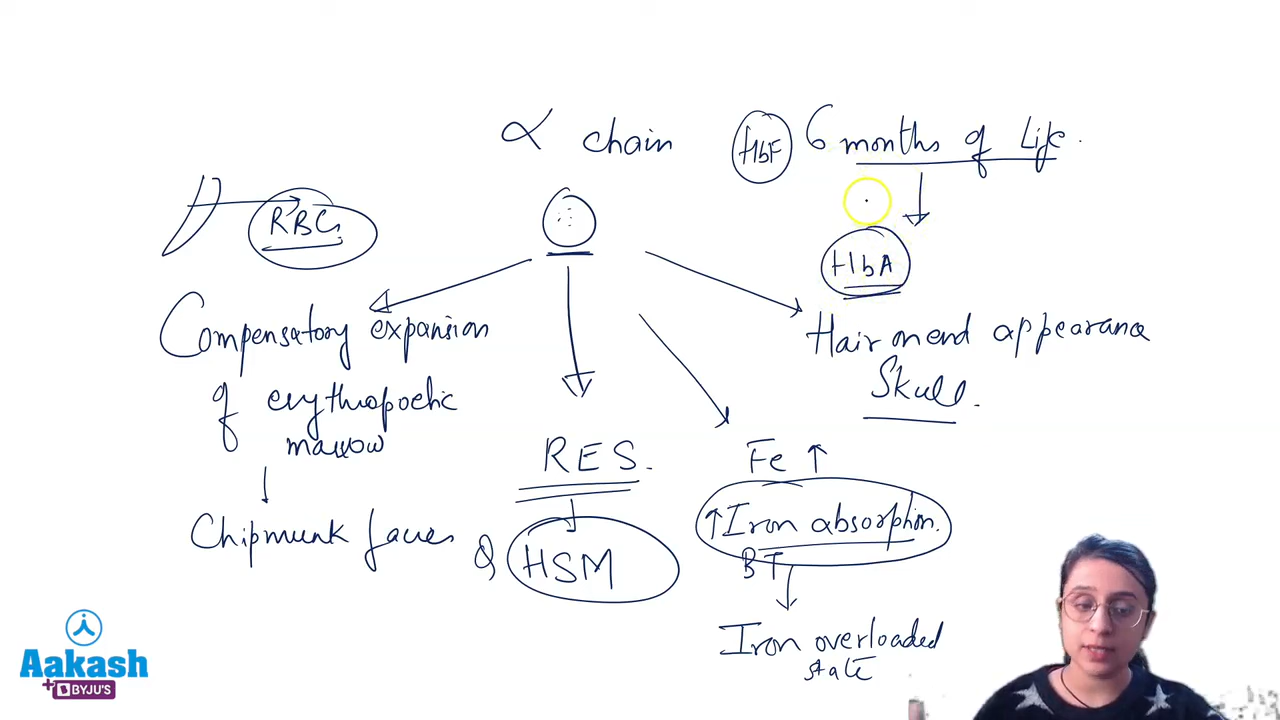 α chain
HbF
6 months of Life.
RBC
HbA
Compensatory expansion
of erythropoetic
marrow
Hair on end appearance
Skull.
RES.
Fe ↑
Chipmunk facies
↑ Iron absorption.
HSM
BT
Iron overloaded
state
Aakash
+ BYJU'S